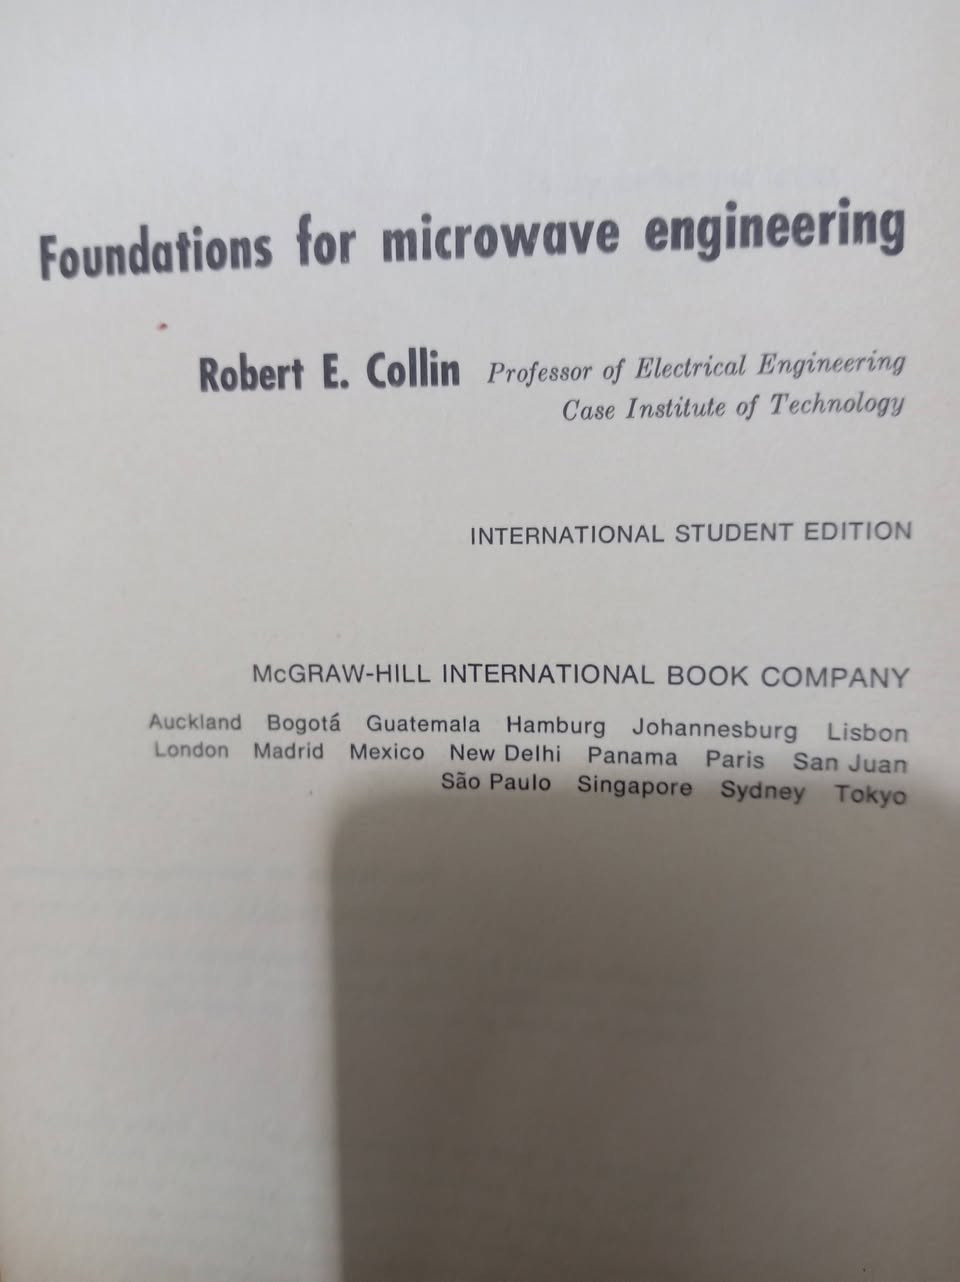 Foundations for microwave engineering
Robert E. Collin Professor of Electrical Engineering
Case Institute of Technology
INTERNATIONAL STUDENT EDITION
McGRAW-HILL INTERNATIONAL BOOK COMPANY
Auckland Bogotá Guatemala Hamburg Johannesburg Lisbon
London Madrid Mexico New Delhi Panama Paris San Juan
São Paulo Singapore Sydney Tokyo